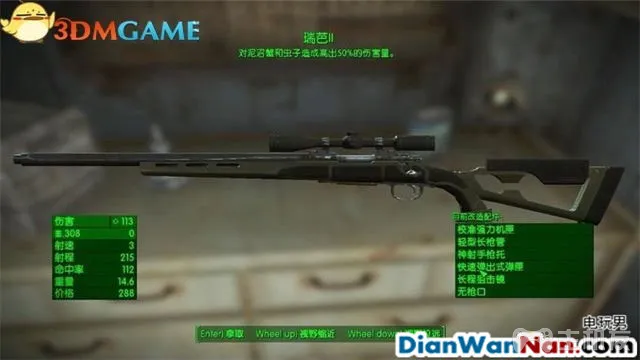 3DMGAME
瑞芭II
对泥沼蟹和虫子造成高出50%的伤害量。
伤害 113
.308 0
射速 3
射程 215
命中率 112
重量 14.6
价格 288
目前改造配件:
校准强力机匣
轻型长枪管
神射手枪托
快速弹出式弹匣
长程狙击镜
无枪口
Enter) 拿取 Wheel up) 视野缩近 Wheel down)
电玩男
DianWanNan.com